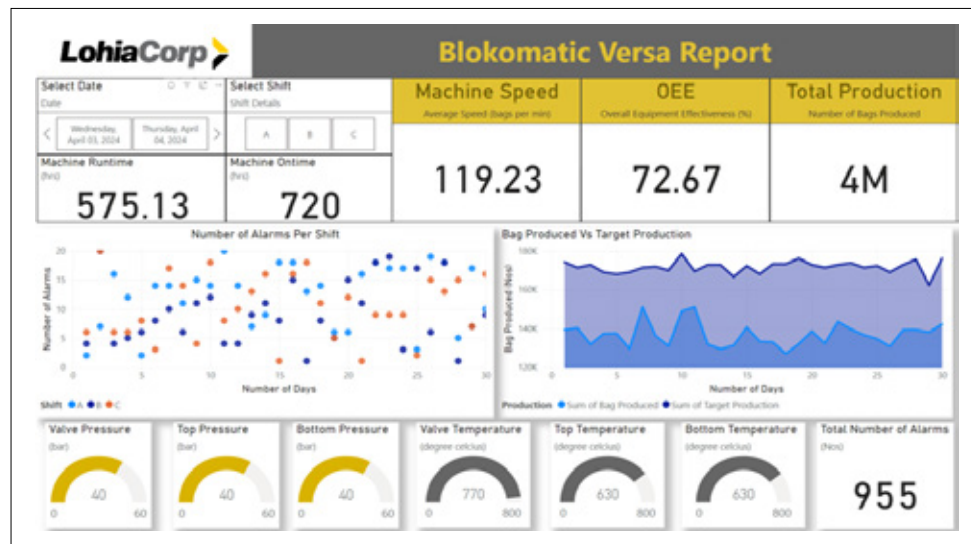 LohiaCorp
Blokomatic Versa Report
Select Date
Date
Wednesday, April 03, 2024
Thursday, April 04, 2024
Select Shift
Shift Details
A B C
Machine Runtime
(hrs)
575.13
Machine Ontime
(hrs)
720
Machine Speed
Average Speed (bags per min)
119.23
OEE
Overall Equipment Effectiveness (%)
72.67
Total Production
Number of Bags Produced
4M
Number of Alarms Per Shift
Number of Alarms
20
15
10
5
0
0 5 10 15 20 25 30
Number of Days
Shift A B C
Bag Produced Vs Target Production
Bag Produced (Nos)
180K
160K
140K
120K
0 5 10 15 20 25 30
Number of Days
Production Sum of Bag Produced Sum of Target Production
Valve Pressure
(bar)
40
0 60
Top Pressure
(bar)
40
0 60
Bottom Pressure
(bar)
40
0 60
Valve Temperature
(degree celcius)
770
0 800
Top Temperature
(degree celcius)
630
0 800
Bottom Temperature
(degree celcius)
630
0 800
Total Number of Alarms
(Nos)
955